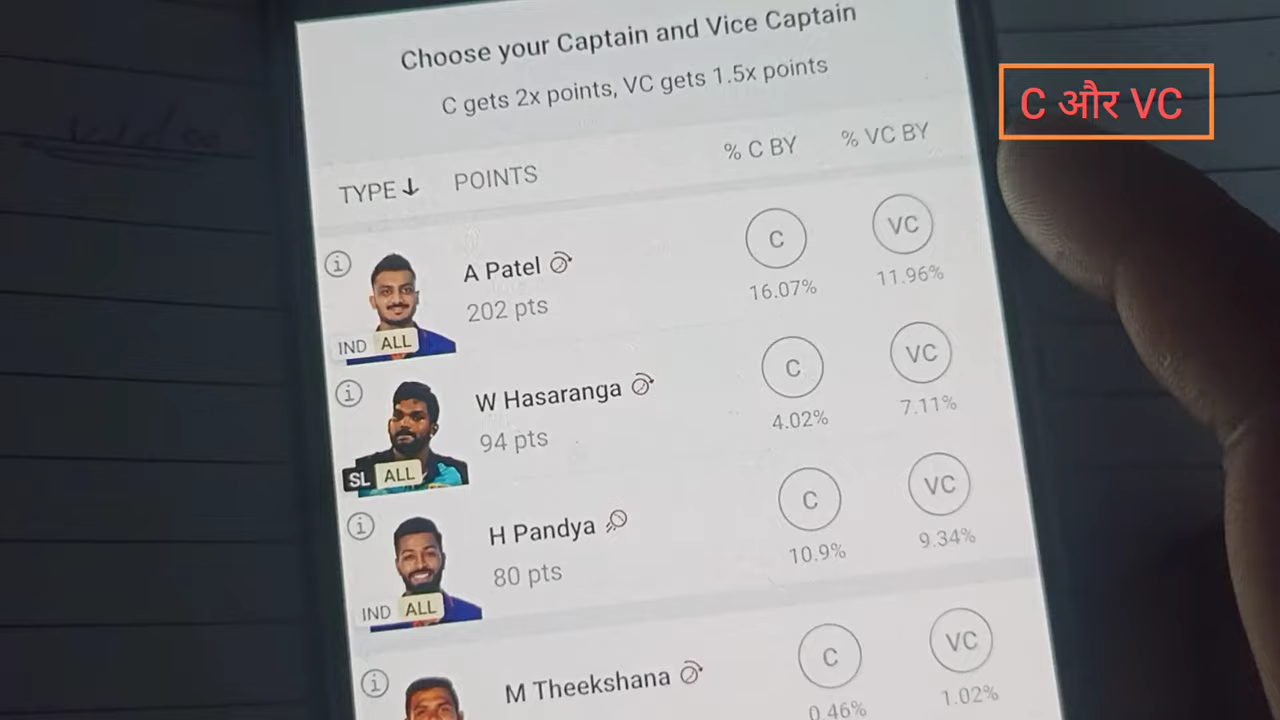 Choose your Captain and Vice Captain
C gets 2x points, VC gets 1.5x points
C और VC
TYPE↓ POINTS % C BY % VC BY
A Patel
202 pts
IND ALL
C
16.07%
VC
11.96%
W Hasaranga
94 pts
SL ALL
C
4.02%
VC
7.11%
H Pandya
80 pts
IND ALL
C
10.9%
VC
9.34%
M Theekshana
C
0.46%
VC
1.02%